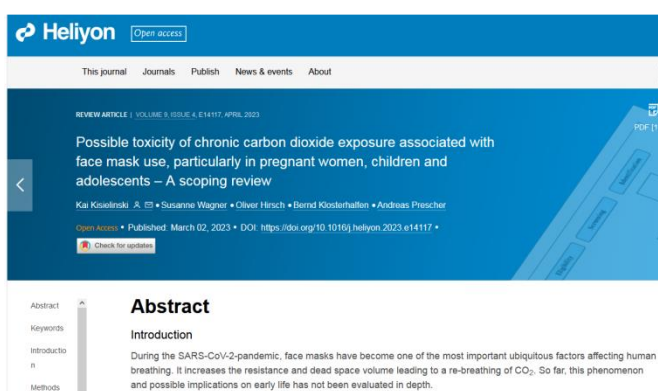 Heliyon
Open access
This journal Journals Publish News & events About
REVIEW ARTICLE | VOLUME 9, ISSUE 4, E14117, APRIL 2023
PDF [1
Possible toxicity of chronic carbon dioxide exposure associated with
face mask use, particularly in pregnant women, children and
adolescents – A scoping review
Kai Kisielinski • Susanne Wagner • Oliver Hirsch • Bernd Klosterhalfen • Andreas Prescher
Open Access • Published: March 02, 2023 • DOI: https://doi.org/10.1016/j.heliyon.2023.e14117 •
Check for updates
Eligibility
Screening
Abstract
Keywords
Introductio
n
Methods
Abstract
Introduction
During the SARS-CoV-2-pandemic, face masks have become one of the most important ubiquitous factors affecting human
breathing. It increases the resistance and dead space volume leading to a re-breathing of CO₂. So far, this phenomenon
and possible implications on early life has not been evaluated in depth.